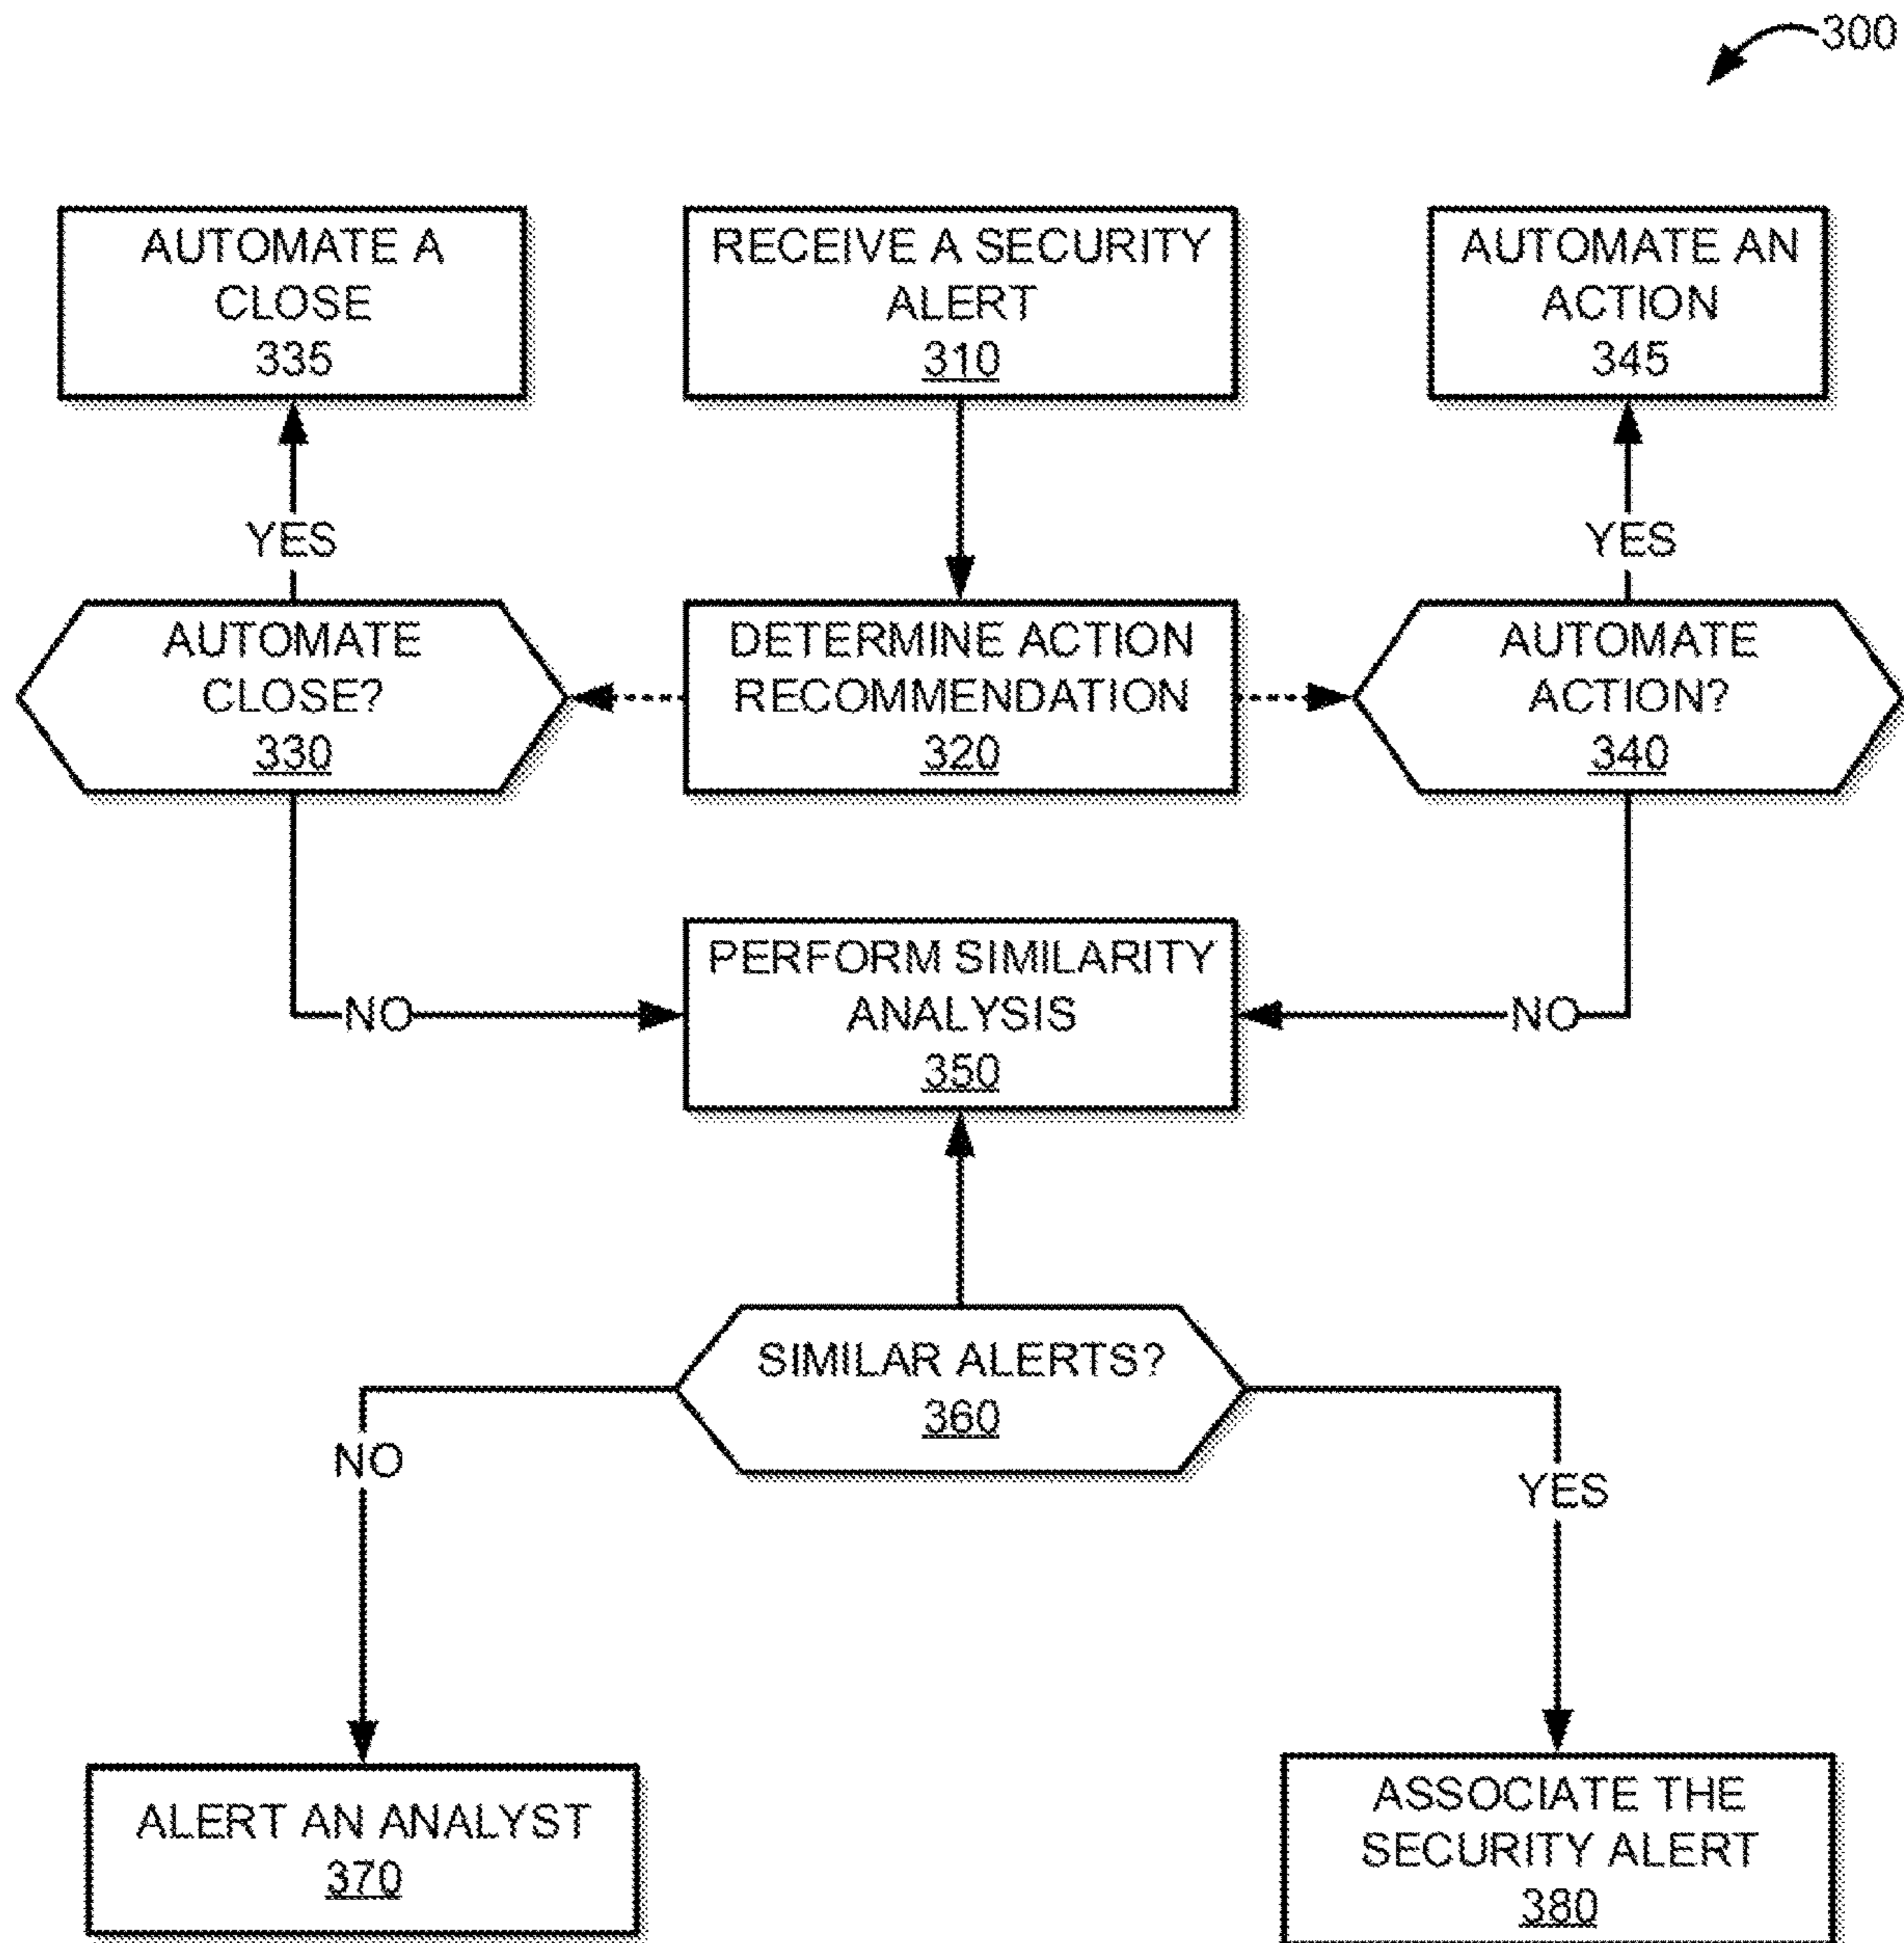 300
AUTOMATE A
CLOSE
335
RECEIVE A SECURITY
ALERT
310
AUTOMATE AN
ACTION
345
YES
YES
AUTOMATE
CLOSE?
330
DETERMINE ACTION
RECOMMENDATION
320
AUTOMATE
ACTION?
340
PERFORM SIMILARITY
ANALYSIS
350
NO
NO
SIMILAR ALERTS?
360
NO
YES
ALERT AN ANALYST
370
ASSOCIATE THE
SECURITY ALERT
380